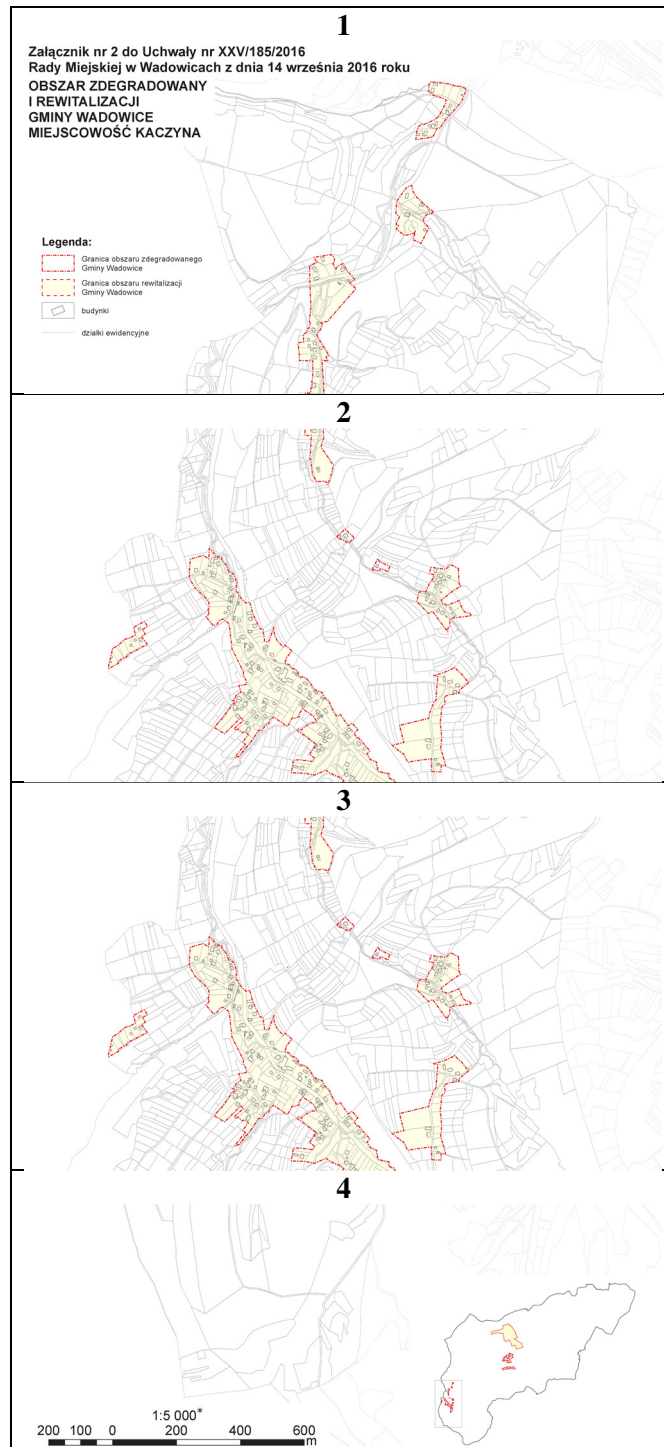 1
Załącznik nr 2 do Uchwały nr XXV/185/2016
Rady Miejskiej w Wadowicach z dnia 14 września 2016 roku
OBSZAR ZDEGRADOWANY
I REWITALIZACJI
GMINY WADOWICE
MIEJSCOWOŚĆ KACZYNA
Legenda:
Granica obszaru zdegradowanego
Gminy Wadowice
Granica obszaru rewitalizacji
Gminy Wadowice
budynki
działki ewidencyjne
2
3
4
1:5 000*
200 100 0 200 400 600
m